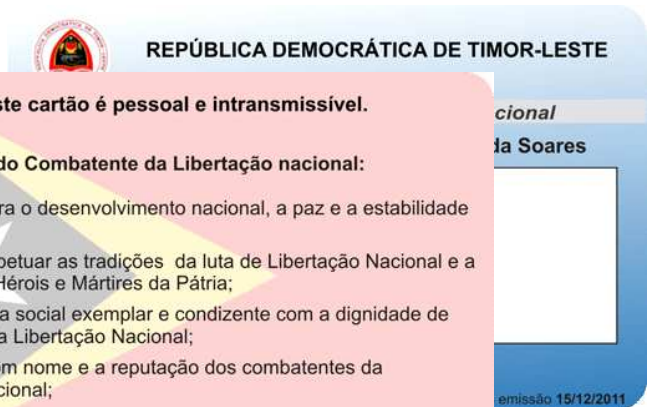 REPÚBLICA DEMOCRÁTICA DE TIMOR-LESTE
ste cartão é pessoal e intransmissível.
cional
da Soares
do Combatente da Libertação nacional:
ra o desenvolvimento nacional, a paz e a estabilidade
petuar as tradições da luta de Libertação Nacional e a
Hérois e Mártires da Pátria;
a social exemplar e condizente com a dignidade de
a Libertação Nacional;
om nome e a reputação dos combatentes da
cional;
emissão 15/12/2011